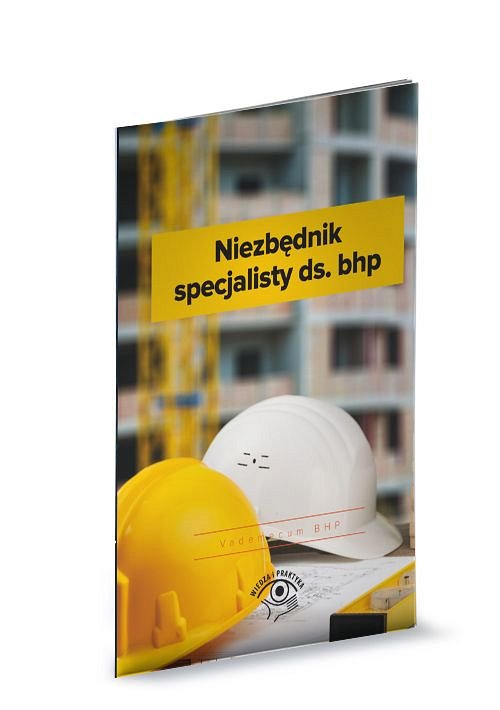 Niezbędnik
specjalisty ds. bhp
Vademecum BHP
WIEDZA I PRAKTYKA